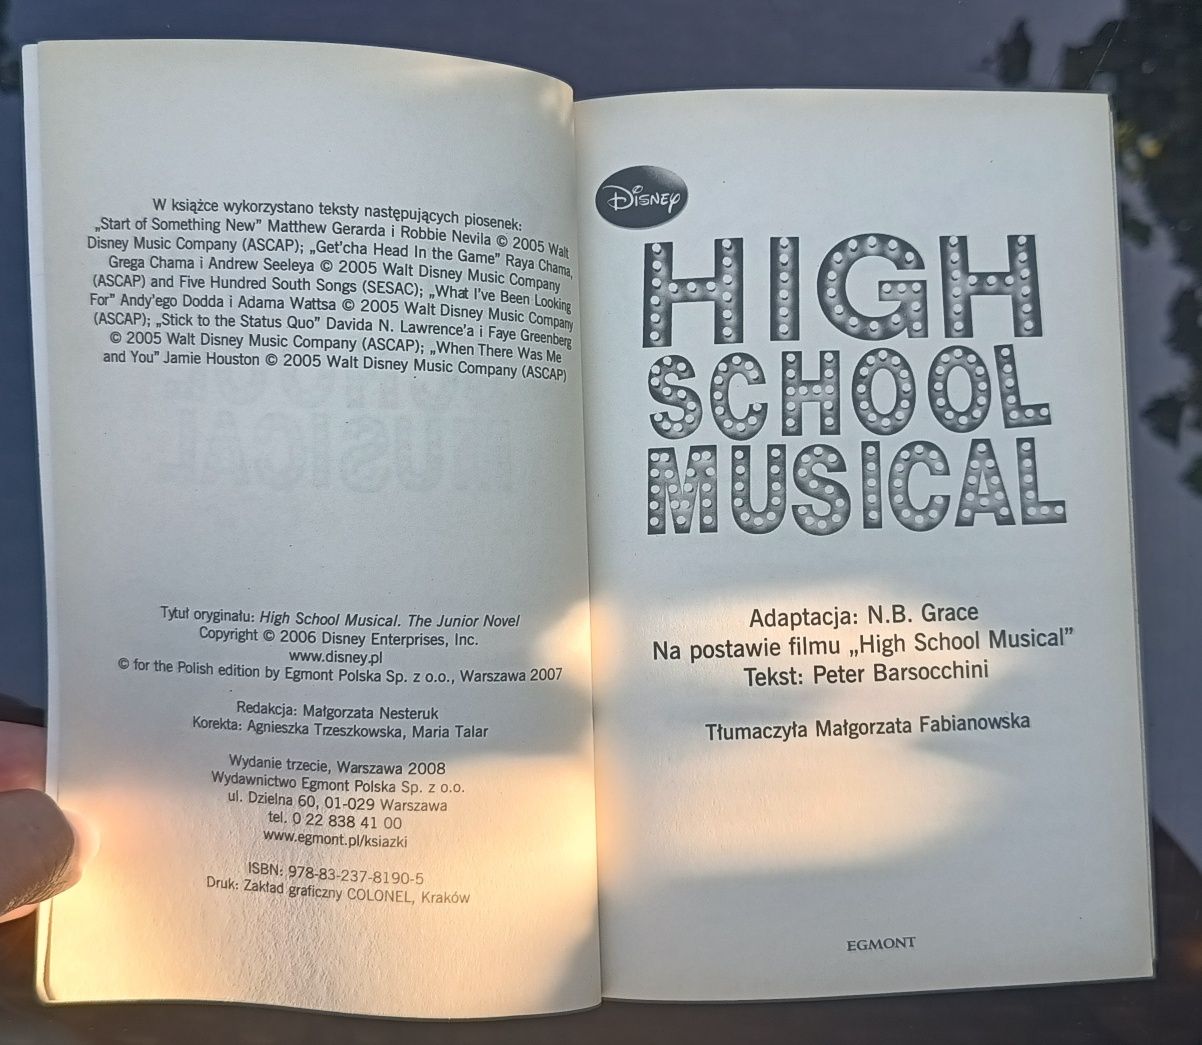 W książce wykorzystano teksty następujących piosenek:
„Start of Something New” Matthew Gerarda i Robbie Nevila © 2005 Walt
Disney Music Company (ASCAP); „Get'cha Head In the Game” Raya Chama,
Grega Chama i Andrew Seeleya © 2005 Walt Disney Music Company
(ASCAP) and Five Hundred South Songs (SESAC); „What I've Been Looking
For” Andy'ego Dodda i Adama Wattsa © 2005 Walt Disney Music Company
(ASCAP); „Stick to the Status Quo” Davida N. Lawrence'a i Faye Greenberg
© 2005 Walt Disney Music Company (ASCAP); „When There Was Me
and You” Jamie Houston © 2005 Walt Disney Music Company (ASCAP)
Tytuł oryginału: High School Musical. The Junior Novel
Copyright © 2006 Disney Enterprises, Inc.
www.disney.pl
© for the Polish edition by Egmont Polska Sp. z o.o., Warszawa 2007
Redakcja: Małgorzata Nesteruk
Korekta: Agnieszka Trzeszkowska, Maria Talar
Wydanie trzecie, Warszawa 2008
Wydawnictwo Egmont Polska Sp. z o.o.
ul. Dzielna 60, 01-029 Warszawa
tel. 0 22 838 41 00
www.egmont.pl/ksiazki
ISBN: 978-83-237-8190-5
Druk: Zakład graficzny COLONEL, Kraków
DISNEY
HIGH
SCHOOL
MUSICAL
Adaptacja: N.B. Grace
Na postawie filmu „High School Musical”
Tekst: Peter Barsocchini
Tłumaczyła Małgorzata Fabianowska
EGMONT